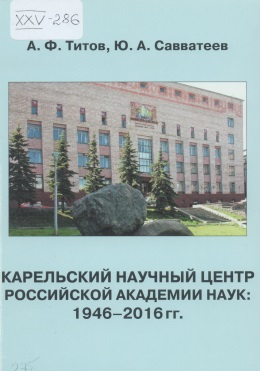 XXV-286
А. Ф. Титов, Ю. А. Савватеев
КАРЕЛЬСКИЙ НАУЧНЫЙ ЦЕНТР
РОССИЙСКОЙ АКАДЕМИИ НАУК:
1946–2016 гг.